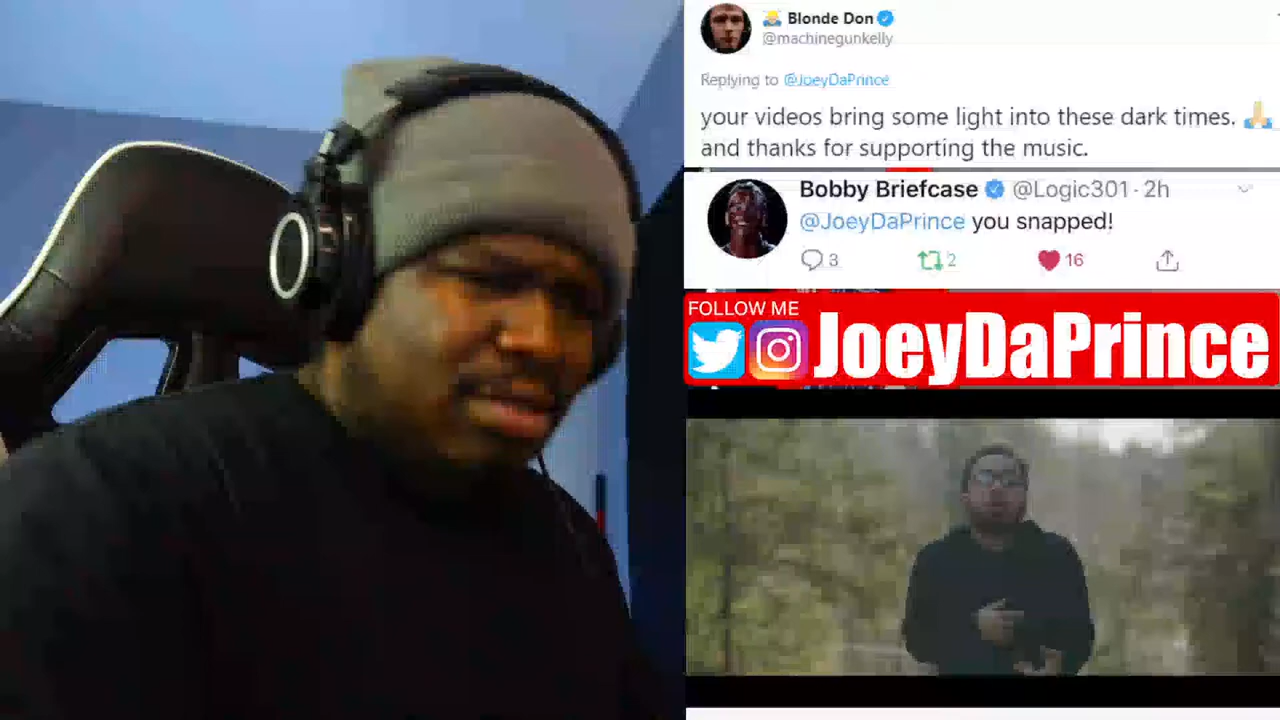 Blonde Don
@machinegunkelly
Replying to @JoeyDaPrince
your videos bring some light into these dark times.
and thanks for supporting the music.
Bobby Briefcase @Logic301 · 2h
@JoeyDaPrince you snapped!
3 2 16
FOLLOW ME
JoeyDaPrince